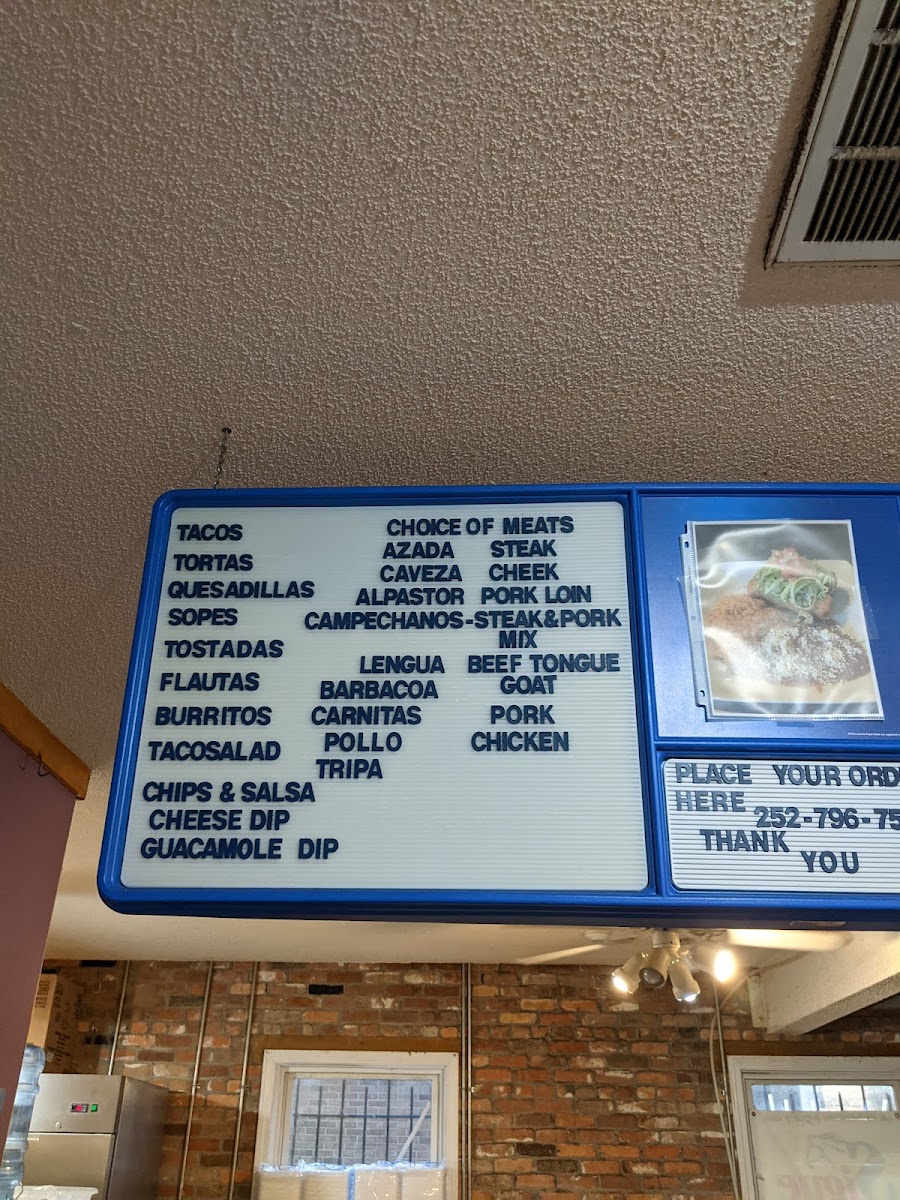 TACOS
TORTAS
QUESADILLAS
SOPES
TOSTADAS
FLAUTAS
BURRITOS
TACOSALAD
CHIPS & SALSA
CHEESE DIP
GUACAMOLE DIP
CHOICE OF MEATS
AZADA STEAK
CAVEZA CHEEK
ALPASTOR PORK LOIN
CAMPECHANOS-STEAK&PORK
MIX
LENGUA BEEF TONGUE
BARBACOA GOAT
CARNITAS PORK
POLLO CHICKEN
TRIPA
PLACE YOUR ORD
HERE
252-796-75
THANK
YOU